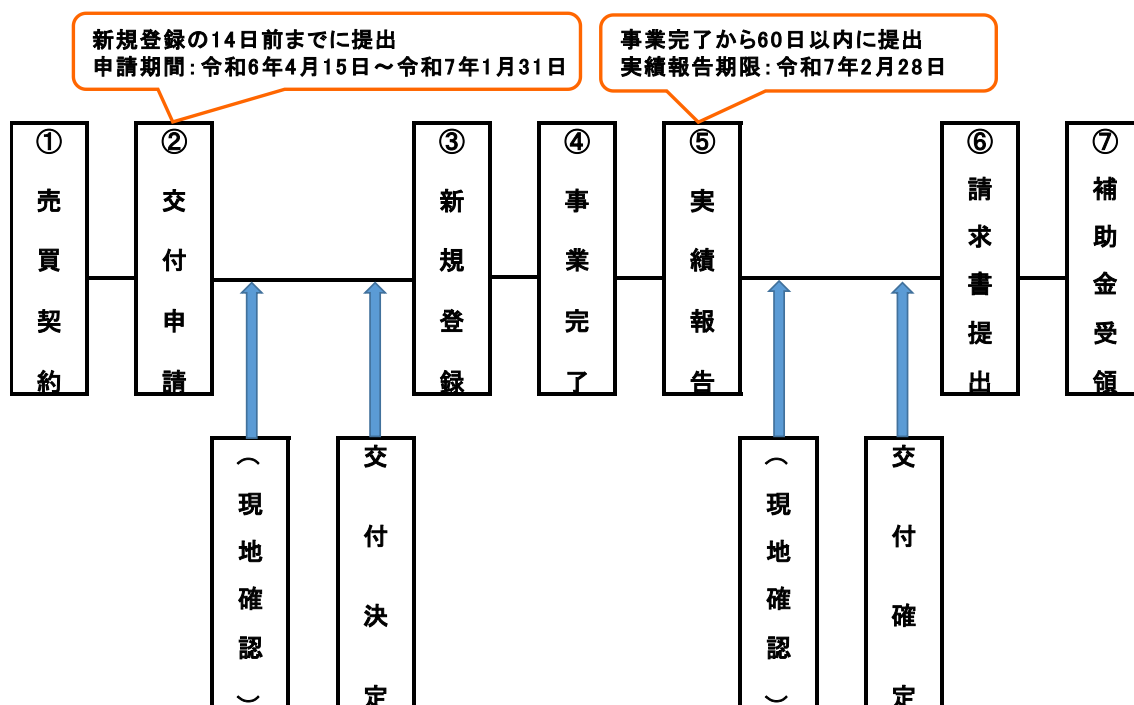 新規登録の14日前までに提出
申請期間：令和6年4月15日～令和7年1月31日
事業完了から60日以内に提出
実績報告期限：令和7年2月28日
①売買契約
②交付申請
③新規登録
④事業完了
⑤実績報告
⑥請求書提出
⑦補助金受領
（現地確認）
交付決定
（現地確認）
交付確定